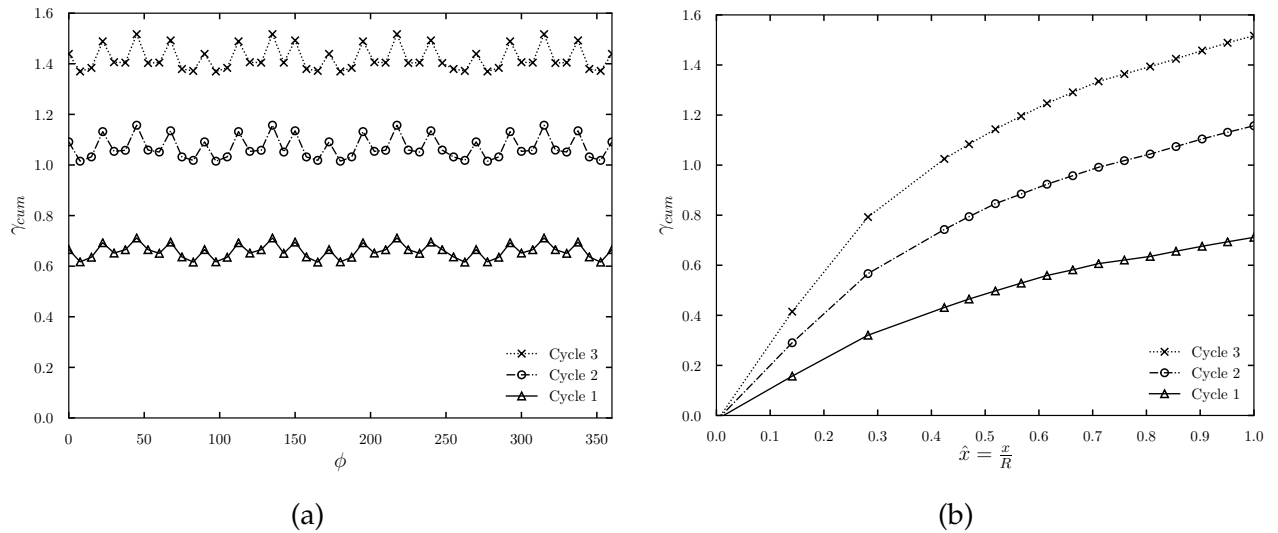 1.6
1.4
1.2
1.0
0.8
0.6
0.4
0.2
0.0
γcum
Cycle 3
Cycle 2
Cycle 1
0 50 100 150 200 250 300 350
ϕ
(a)
1.6
1.4
1.2
1.0
0.8
0.6
0.4
0.2
0.0
γcum
Cycle 3
Cycle 2
Cycle 1
0.0 0.1 0.2 0.3 0.4 0.5 0.6 0.7 0.8 0.9 1.0
x̂ = x/R
(b)